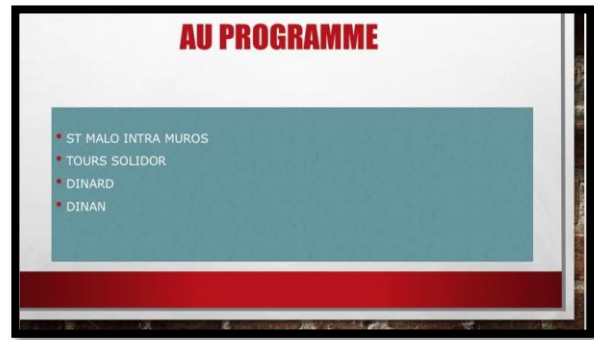 AU PROGRAMME
• ST MALO INTRA MUROS
• TOURS SOLIDOR
• DINARD
• DINAN